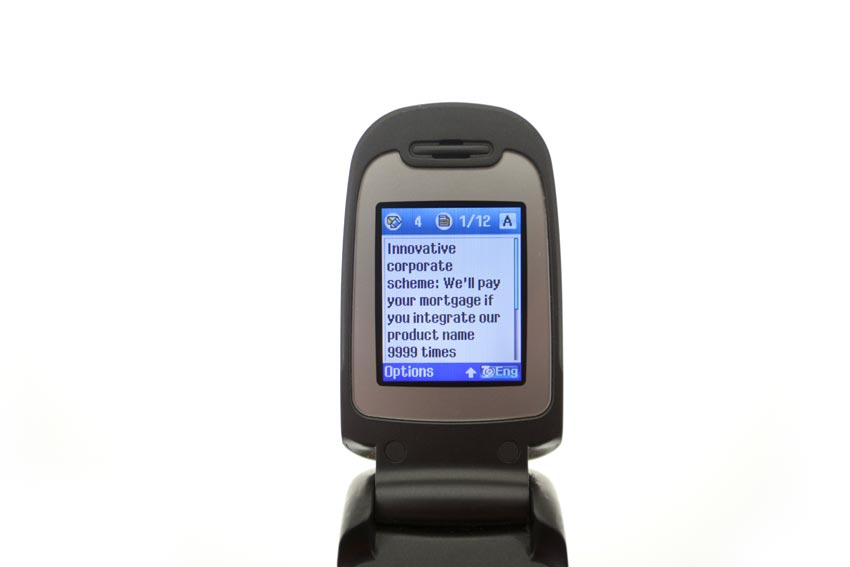 4 1/12 A
Innovative
corporate
scheme: We'll pay
your mortgage if
you integrate our
product name
9999 times
Options Eng